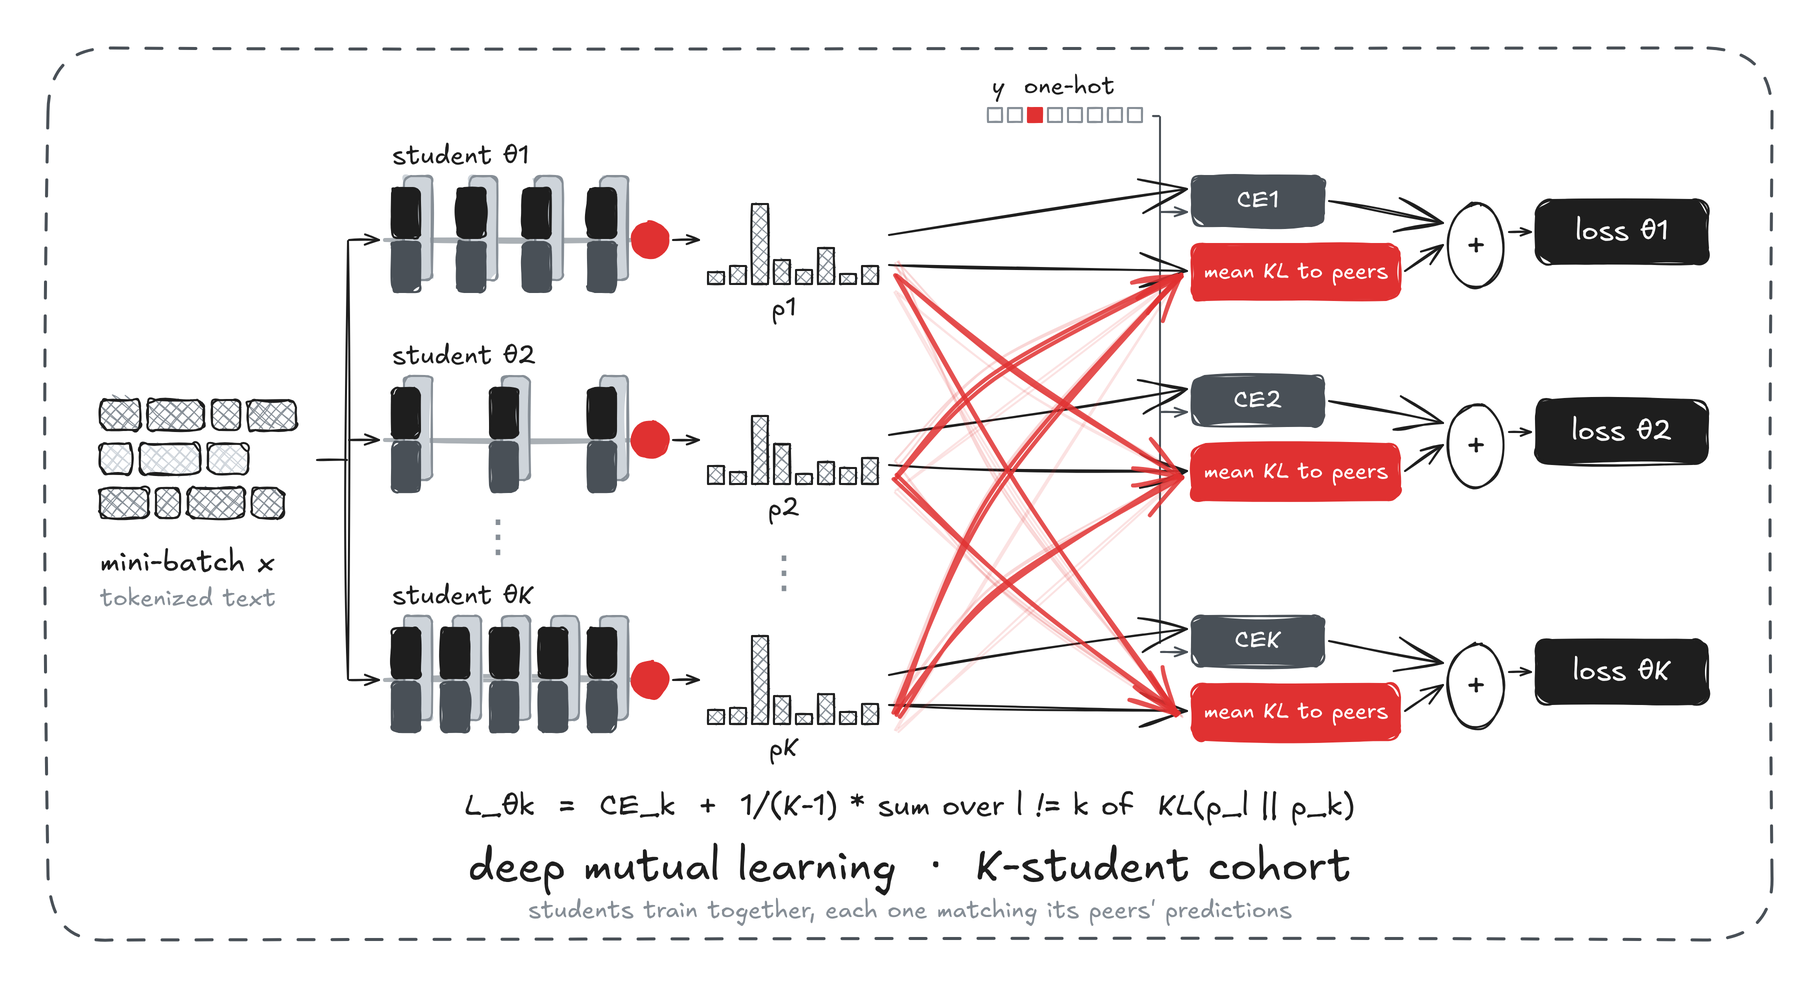 y one-hot
student θ1
CE1
loss θ1
+
mean KL to peers
p1
student θ2
CE2
loss θ2
+
mean KL to peers
p2
mini-batch x
tokenized text
student θK
CEK
loss θK
+
mean KL to peers
pK
L_θk = CE_k + 1/(K-1) * sum over l != k of KL(p_l || p_k)
deep mutual learning · K-student cohort
students train together, each one matching its peers' predictions